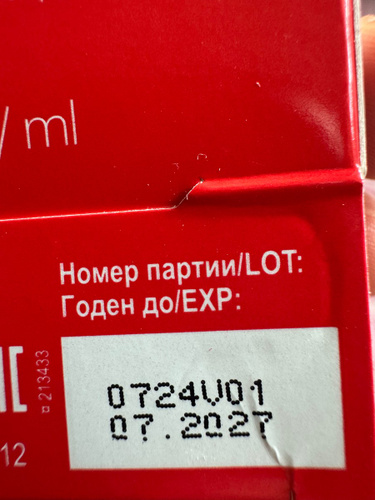 / ml
Номер партии/LOT:
Годен до/EXP:
0724V01
07.2027
213433
12